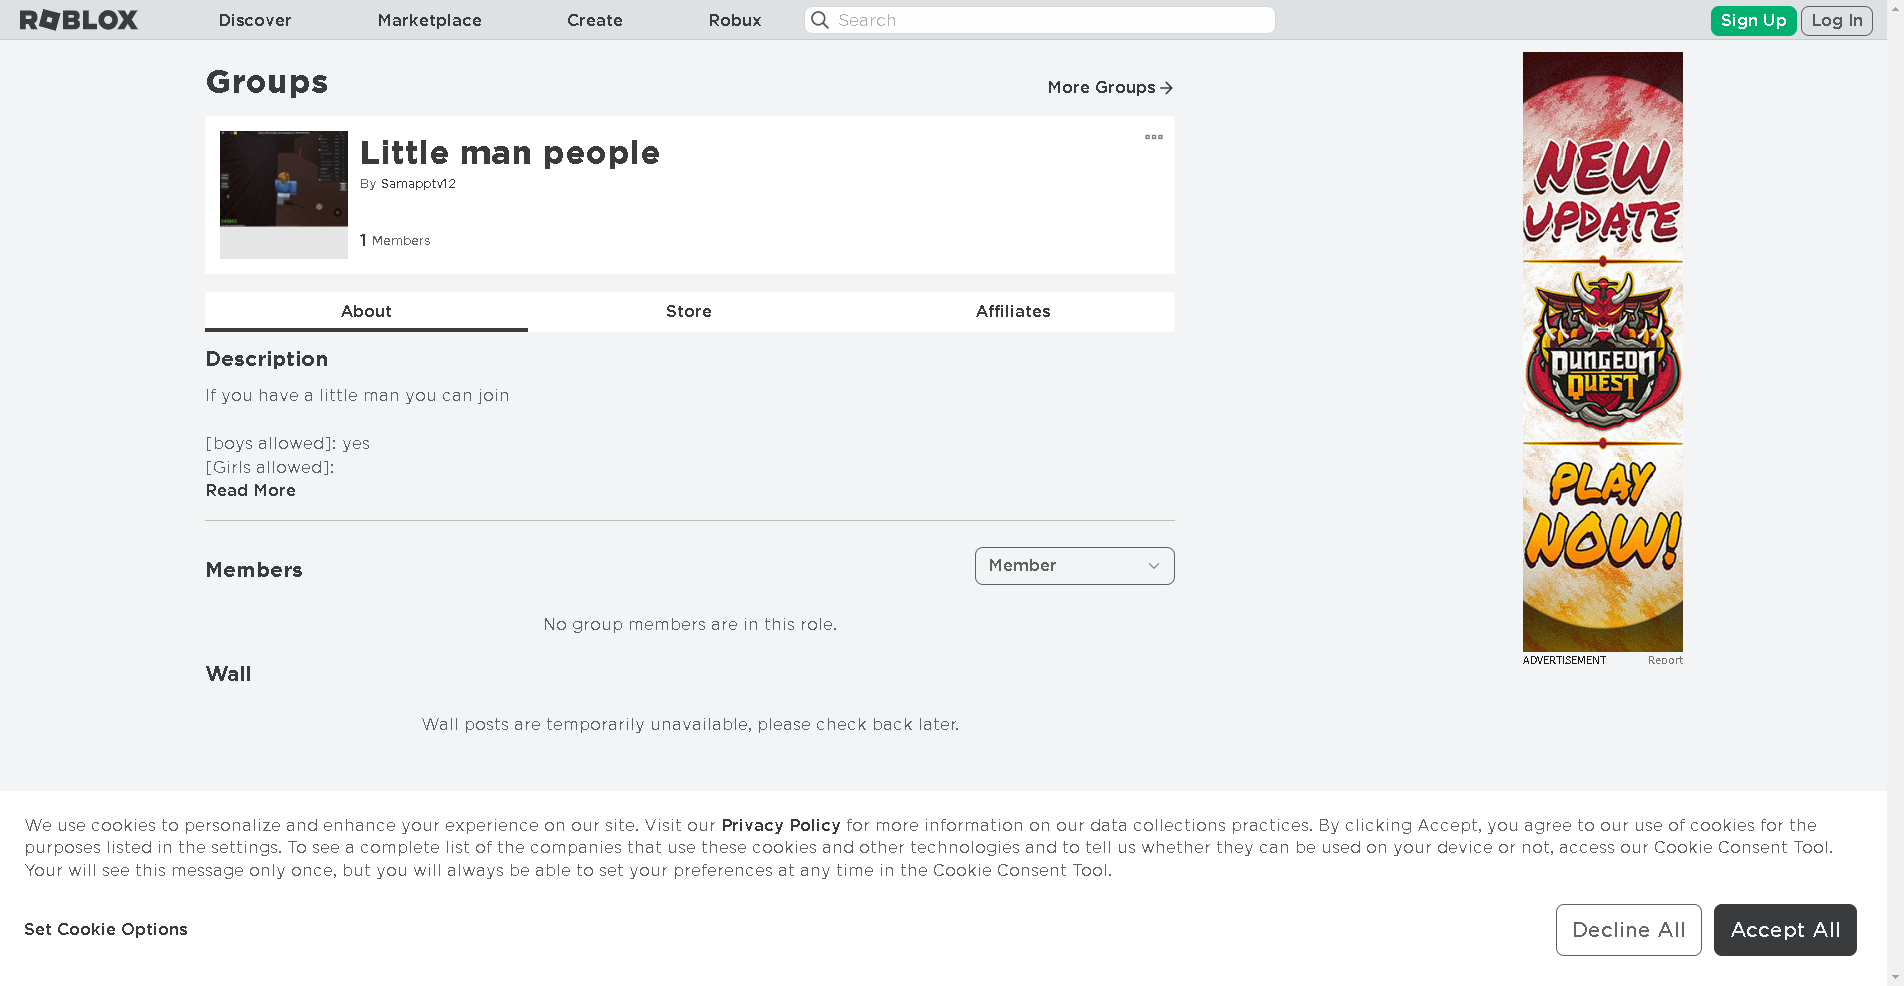 ROBLOX
Discover
Marketplace
Create
Robux
Search
Sign Up
Log In
Groups
More Groups
Little man people
By Samapptv12
1 Members
About
Store
Affiliates
Description
If you have a little man you can join
[boys allowed]: yes
[Girls allowed]:
Read More
Members
Member
No group members are in this role.
Wall
Wall posts are temporarily unavailable, please check back later.
NEW
UPDATE
DUNGEON
QUEST
PLAY
NOW!
ADVERTISEMENT
Report
We use cookies to personalize and enhance your experience on our site. Visit our Privacy Policy for more information on our data collections practices. By clicking Accept, you agree to our use of cookies for the
purposes listed in the settings. To see a complete list of the companies that use these cookies and other technologies and to tell us whether they can be used on your device or not, access our Cookie Consent Tool.
Your will see this message only once, but you will always be able to set your preferences at any time in the Cookie Consent Tool.
Set Cookie Options
Decline All
Accept All